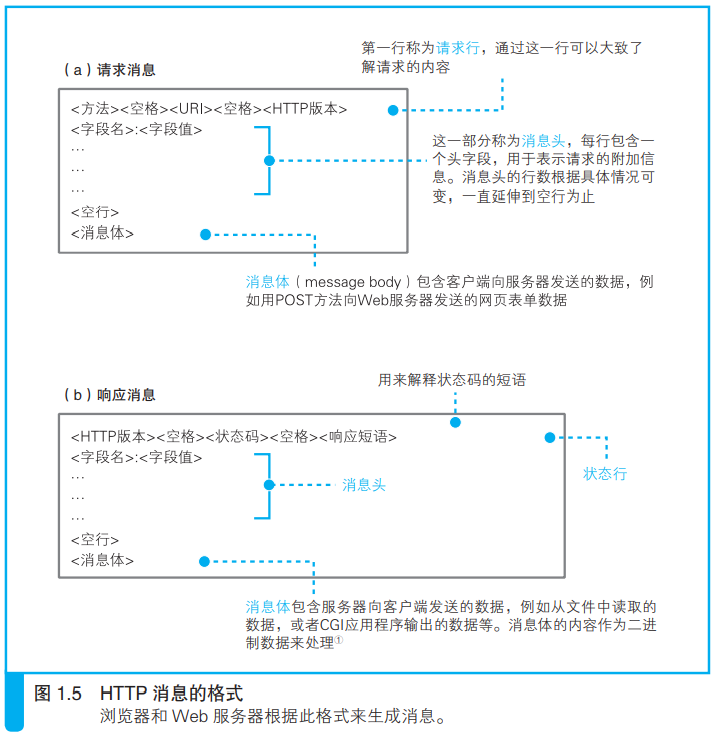 第一行称为请求行，通过这一行可以大致了
解请求的内容
（a）请求消息
<方法><空格><URI><空格><HTTP版本>
<字段名>:<字段值>
…
…
…
<空行>
<消息体>
这一部分称为消息头，每行包含一
个头字段，用于表示请求的附加信
息。消息头的行数根据具体情况可
变，一直延伸到空行为止
消息体（message body）包含客户端向服务器发送的数据，例
如用POST方法向Web服务器发送的网页表单数据
用来解释状态码的短语
（b）响应消息
<HTTP版本><空格><状态码><空格><响应短语>
<字段名>:<字段值>
…
…
…
<空行>
<消息体>
消息头
状态行
消息体包含服务器向客户端发送的数据，例如从文件中读取的
数据，或者CGI应用程序输出的数据等。消息体的内容作为二进
制数据来处理①
图 1.5 HTTP 消息的格式
浏览器和 Web 服务器根据此格式来生成消息。